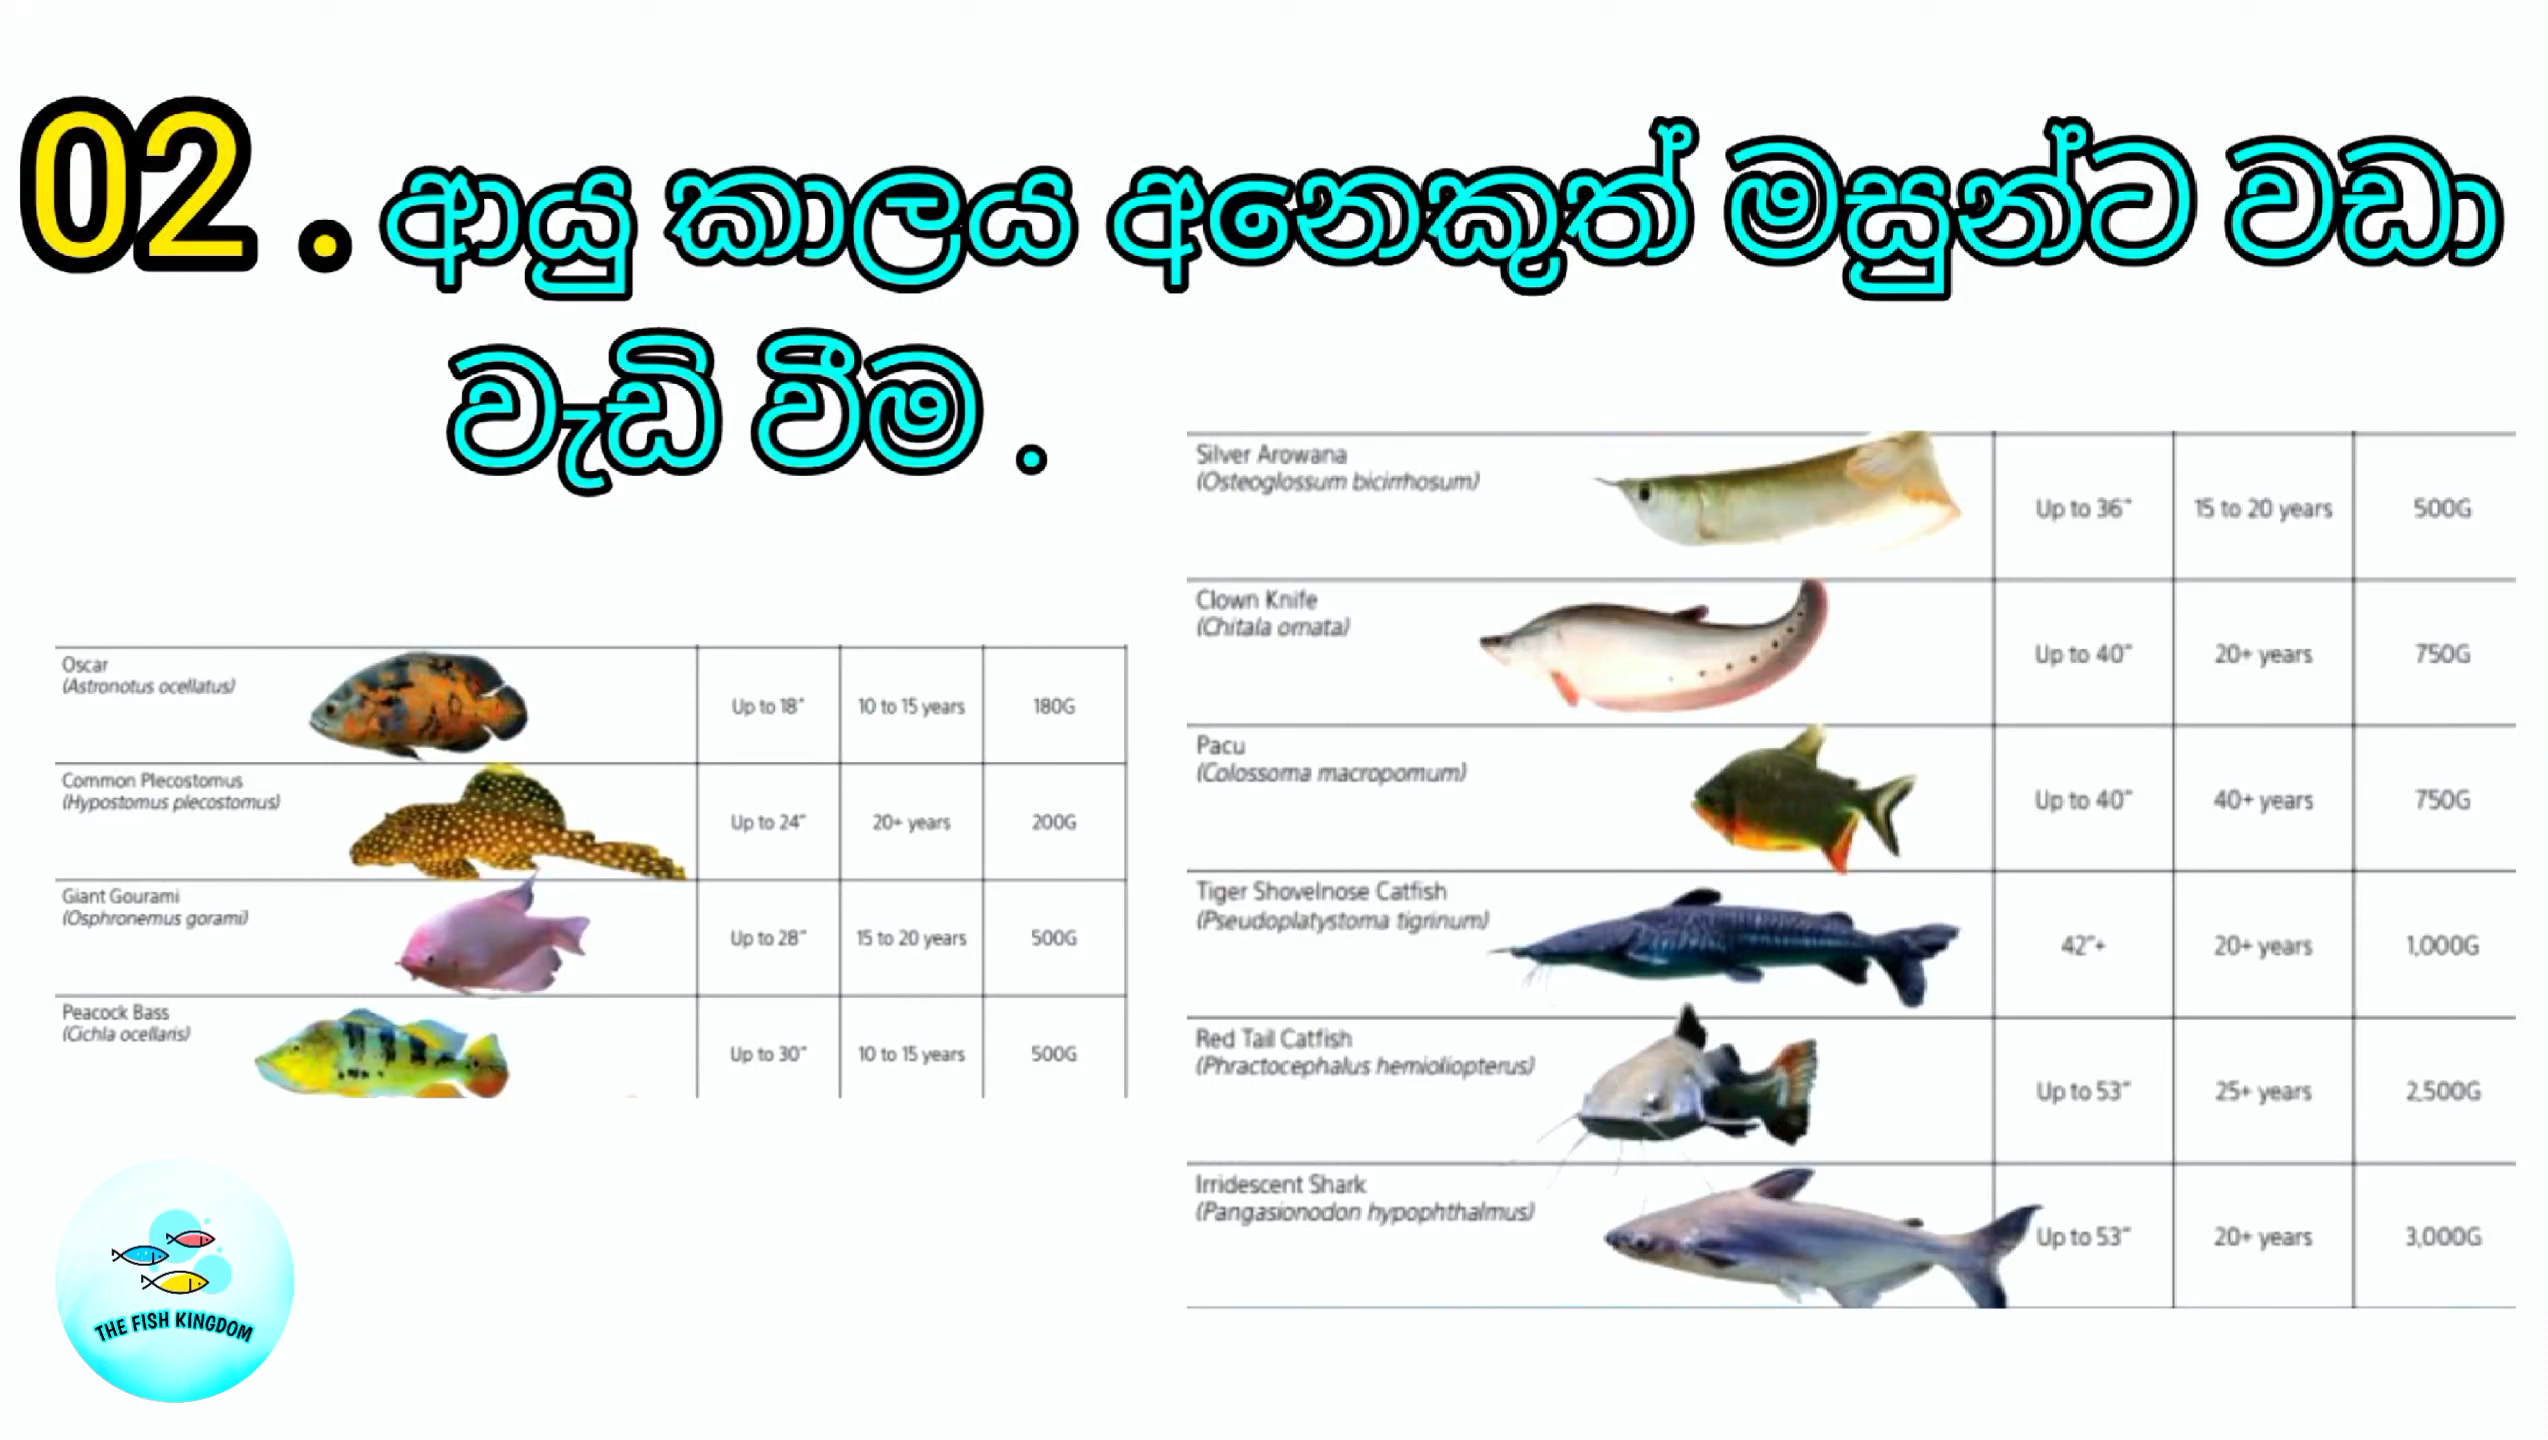 02 . ආයු කාලය අනෙකුත් මසුන්ට වඩා
වැඩි වීම .
Oscar
(Astronotus ocellatus)
Up to 18" 10 to 15 years 180G
Common Plecostomus
(Hypostomus plecostomus)
Up to 24" 20+ years 200G
Giant Gourami
(Osphronemus gorami)
Up to 28" 15 to 20 years 500G
Peacock Bass
(Cichla ocellaris)
Up to 30" 10 to 15 years 500G
Silver Arowana
(Osteoglossum bicirrhosum)
Up to 36" 15 to 20 years 500G
Clown Knife
(Chitala ornata)
Up to 40" 20+ years 750G
Pacu
(Colossoma macropomum)
Up to 40" 40+ years 750G
Tiger Shovelnose Catfish
(Pseudoplatystoma tigrinum)
42"+ 20+ years 1,000G
Red Tail Catfish
(Phractocephalus hemioliopterus)
Up to 53" 25+ years 2,500G
Irridescent Shark
(Pangasionodon hypophthalmus)
Up to 53" 20+ years 3,000G
THE FISH KINGDOM